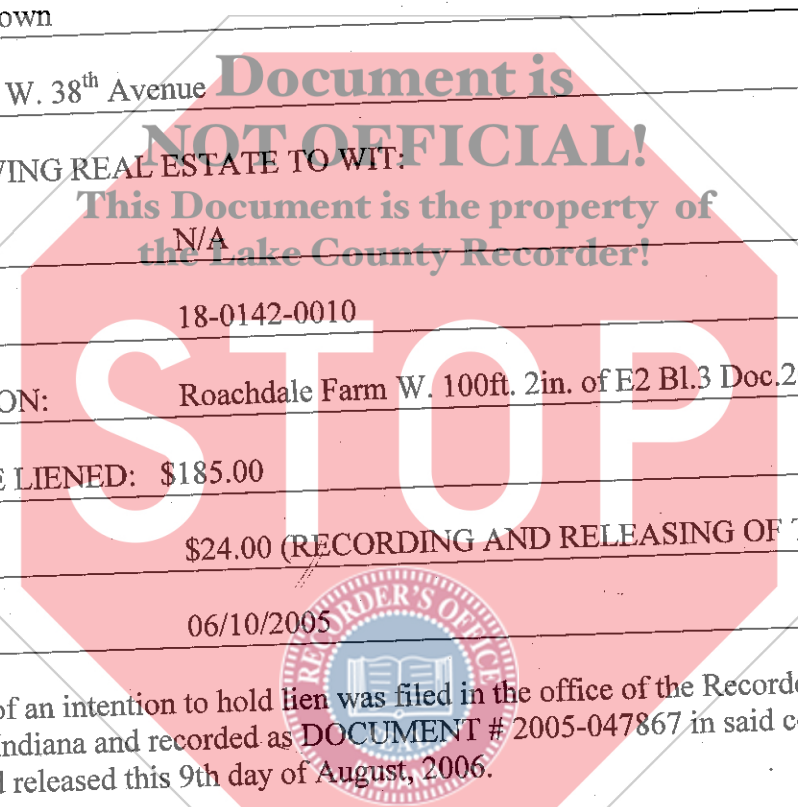 own
W. 38th Avenue
Document is
NOT OFFICIAL!
VING REAL ESTATE TO WIT:
This Document is the property of
the Lake County Recorder!
N/A
18-0142-0010
STOP
ON: Roachdale Farm W. 100ft. 2in. of E2 Bl.3 Doc.2
E LIENED: $185.00
$24.00 (RECORDING AND RELEASING OF T
06/10/2005
RECORDER'S OFFICE
of an intention to hold lien was filed in the office of the Recorde
Indiana and recorded as DOCUMENT # 2005-047867 in said c
l released this 9th day of August, 2006.